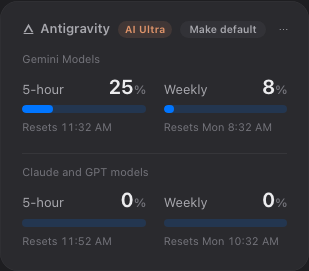 Antigravity AI Ultra Make default ...
Gemini Models
5-hour 25% Weekly 8%
Resets 11:32 AM Resets Mon 8:32 AM
Claude and GPT models
5-hour 0% Weekly 0%
Resets 11:52 AM Resets Mon 10:32 AM